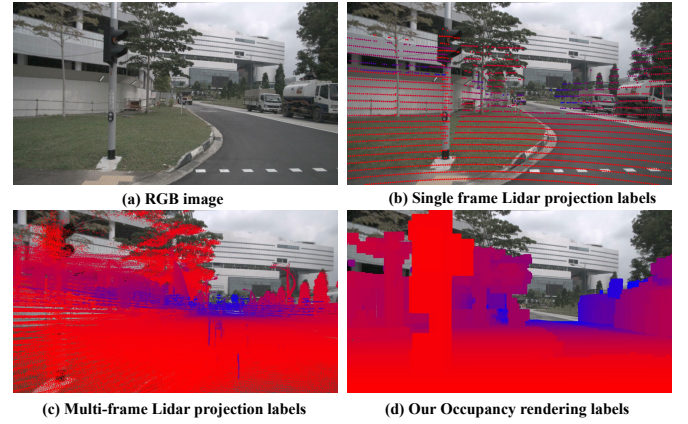 (a) RGB image
(b) Single frame Lidar projection labels
(c) Multi-frame Lidar projection labels
(d) Our Occupancy rendering labels